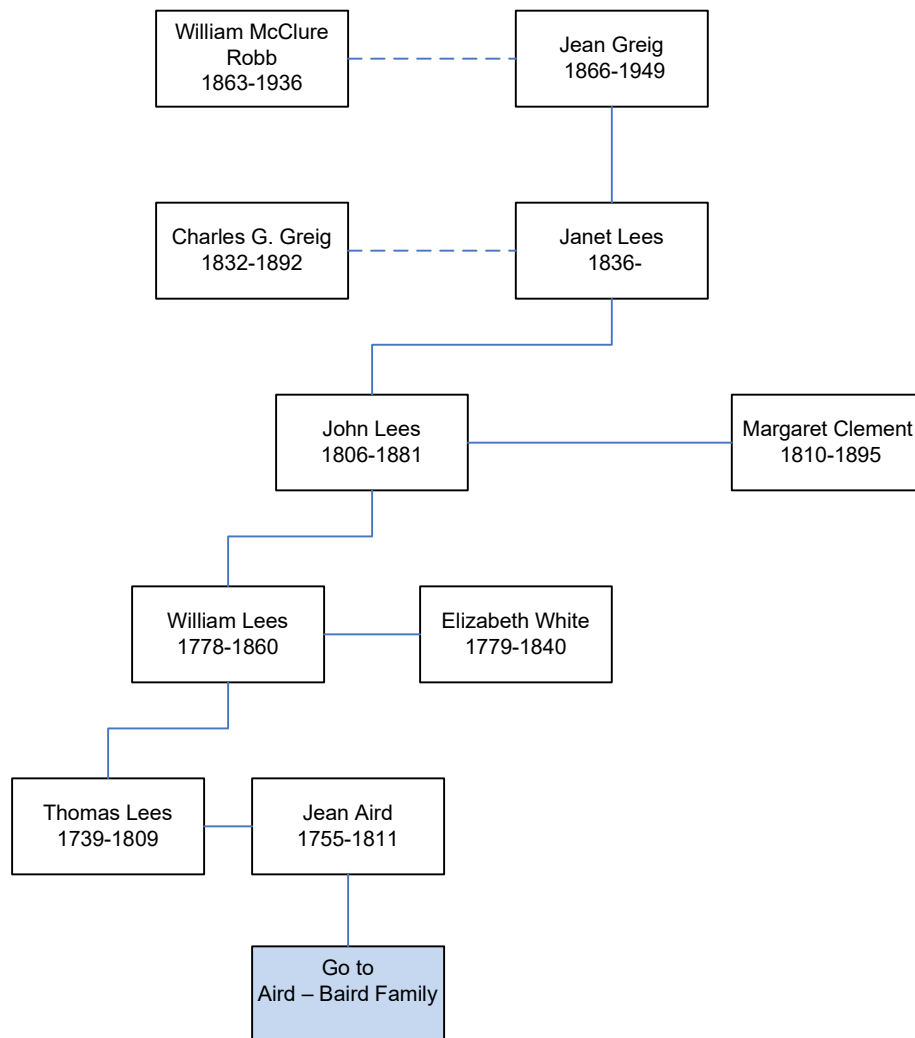 William McClure
Robb
1863-1936
Jean Greig
1866-1949
Charles G. Greig
1832-1892
Janet Lees
1836-
John Lees
1806-1881
Margaret Clement
1810-1895
William Lees
1778-1860
Elizabeth White
1779-1840
Thomas Lees
1739-1809
Jean Aird
1755-1811
Go to
Aird – Baird Family